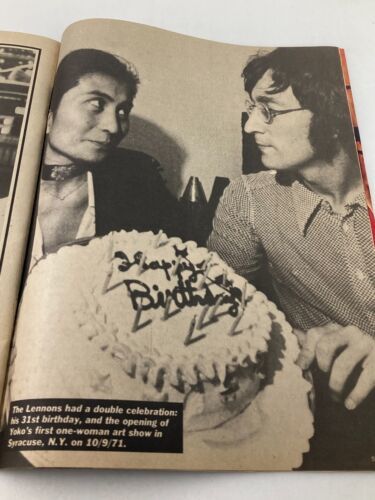 Happy
Birthday
The Lennons had a double celebration:
his 31st birthday, and the opening of
Yoko's first one-woman art show in
Syracuse, N.Y. on 10/9/71.